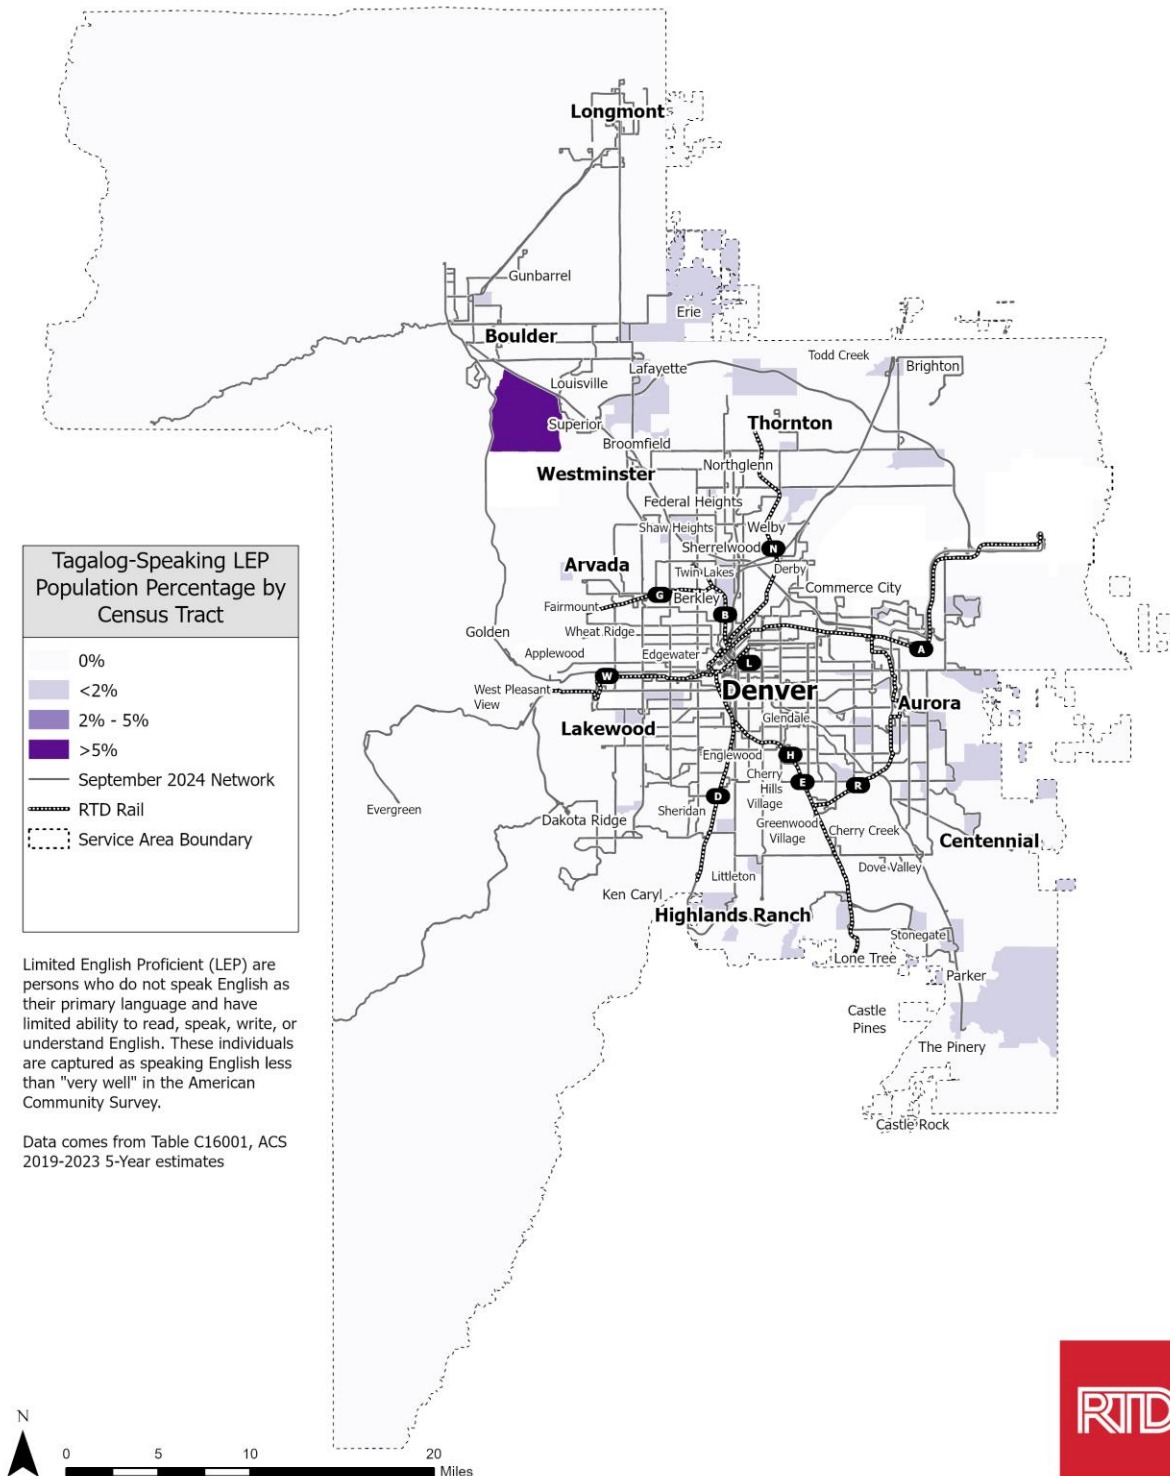 Longmont
Gunbarrel
Erie
Boulder
Todd Creek
Brighton
Lafayette
Louisville
Superior
Thornton
Broomfield
Northglenn
Westminster
Federal Heights
Shaw Heights
Welby
Sherrelwood
N
Arvada
Twin Lakes
Derby
Commerce City
G
Berkley
Fairmount
B
Golden
Wheat Ridge
Applewood
Edgewater
A
L
W
West Pleasant
View
Denver
Aurora
Lakewood
Glendale
Englewood
H
Cherry
Hills
Village
E
R
D
Evergreen
Sheridan
Dakota Ridge
Greenwood
Village
Cherry Creek
Centennial
Dove Valley
Littleton
Ken Caryl
Highlands Ranch
Stonegate
Lone Tree
Parker
Castle
Pines
The Pinery
Castle Rock
Tagalog-Speaking LEP
Population Percentage by
Census Tract
0%
<2%
2% - 5%
>5%
September 2024 Network
RTD Rail
Service Area Boundary
Limited English Proficient (LEP) are
persons who do not speak English as
their primary language and have
limited ability to read, speak, write, or
understand English. These individuals
are captured as speaking English less
than "very well" in the American
Community Survey.
Data comes from Table C16001, ACS
2019-2023 5-Year estimates
N
0 5 10 20
Miles
RTD